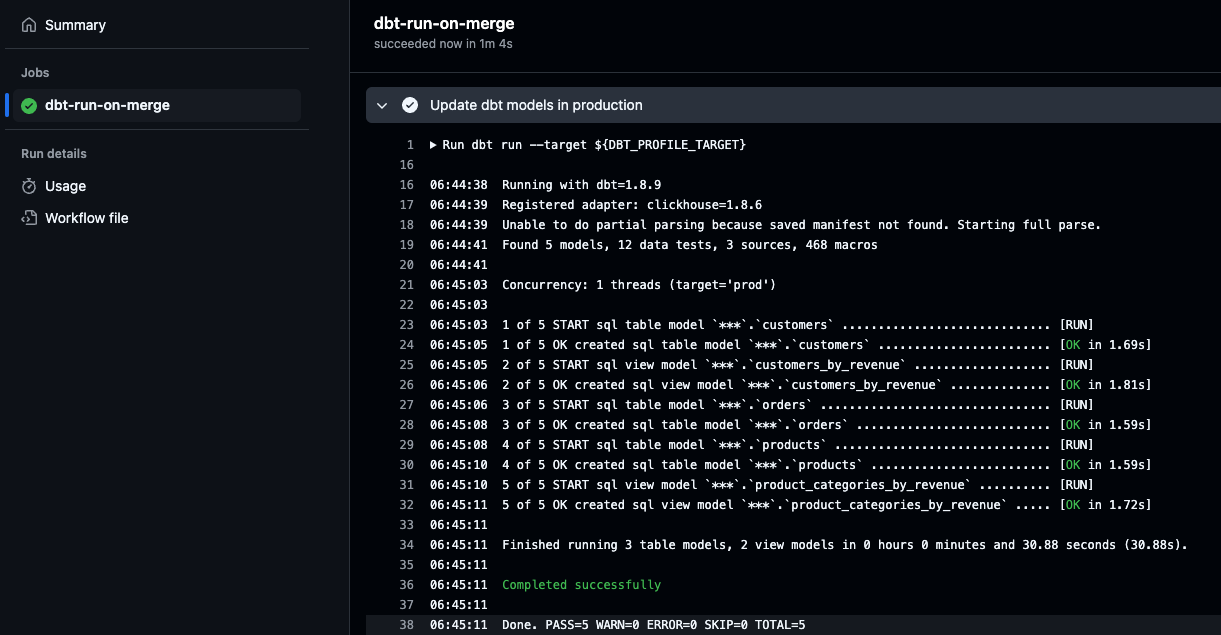 Summary
Jobs
dbt-run-on-merge
Run details
Usage
Workflow file
dbt-run-on-merge
succeeded now in 1m 4s
Update dbt models in production
1 Run dbt run --target ${DBT_PROFILE_TARGET}
16
16 06:44:38 Running with dbt=1.8.9
17 06:44:39 Registered adapter: clickhouse=1.8.6
18 06:44:39 Unable to do partial parsing because saved manifest not found. Starting full parse.
19 06:44:41 Found 5 models, 12 data tests, 3 sources, 468 macros
20 06:44:41
21 06:45:03 Concurrency: 1 threads (target='prod')
22 06:45:03
23 06:45:03 1 of 5 START sql table model `***`.`customers` ............................. [RUN]
24 06:45:05 1 of 5 OK created sql table model `***`.`customers` ........................ [OK in 1.69s]
25 06:45:05 2 of 5 START sql view model `***`.`customers_by_revenue` ................... [RUN]
26 06:45:06 2 of 5 OK created sql view model `***`.`customers_by_revenue` .............. [OK in 1.81s]
27 06:45:06 3 of 5 START sql table model `***`.`orders` ................................ [RUN]
28 06:45:08 3 of 5 OK created sql table model `***`.`orders` ........................... [OK in 1.59s]
29 06:45:08 4 of 5 START sql table model `***`.`products` .............................. [RUN]
30 06:45:10 4 of 5 OK created sql table model `***`.`products` ......................... [OK in 1.59s]
31 06:45:10 5 of 5 START sql view model `***`.`product_categories_by_revenue` .......... [RUN]
32 06:45:11 5 of 5 OK created sql view model `***`.`product_categories_by_revenue` ..... [OK in 1.72s]
33 06:45:11
34 06:45:11 Finished running 3 table models, 2 view models in 0 hours 0 minutes and 30.88 seconds (30.88s).
35 06:45:11
36 06:45:11 Completed successfully
37 06:45:11
38 06:45:11 Done. PASS=5 WARN=0 ERROR=0 SKIP=0 TOTAL=5